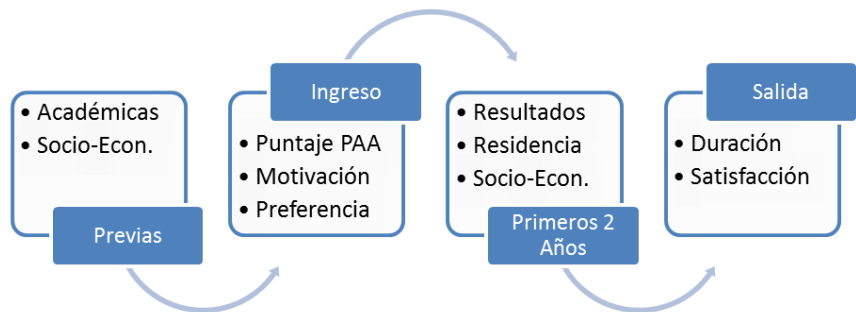 • Académicas
• Socio-Econ.
Previas
Ingreso
• Puntaje PAA
• Motivación
• Preferencia
• Resultados
• Residencia
• Socio-Econ.
Primeros 2
Años
Salida
• Duración
• Satisfacción